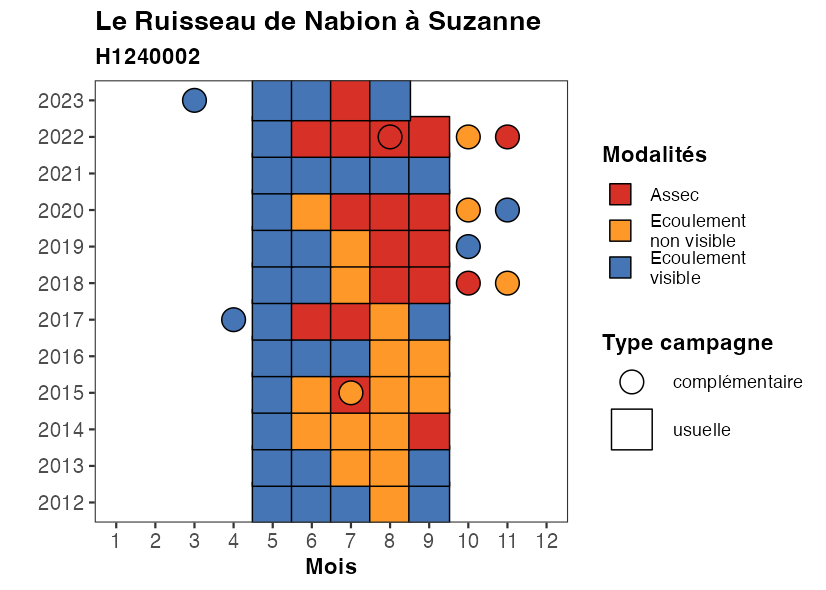 Le Ruisseau de Nabion à Suzanne
H1240002
2023
2022
2021
2020
2019
2018
2017
2016
2015
2014
2013
2012
1 2 3 4 5 6 7 8 9 10 11 12
Mois
Modalités
Assec
Ecoulement
non visible
Ecoulement
visible
Type campagne
complémentaire
usuelle